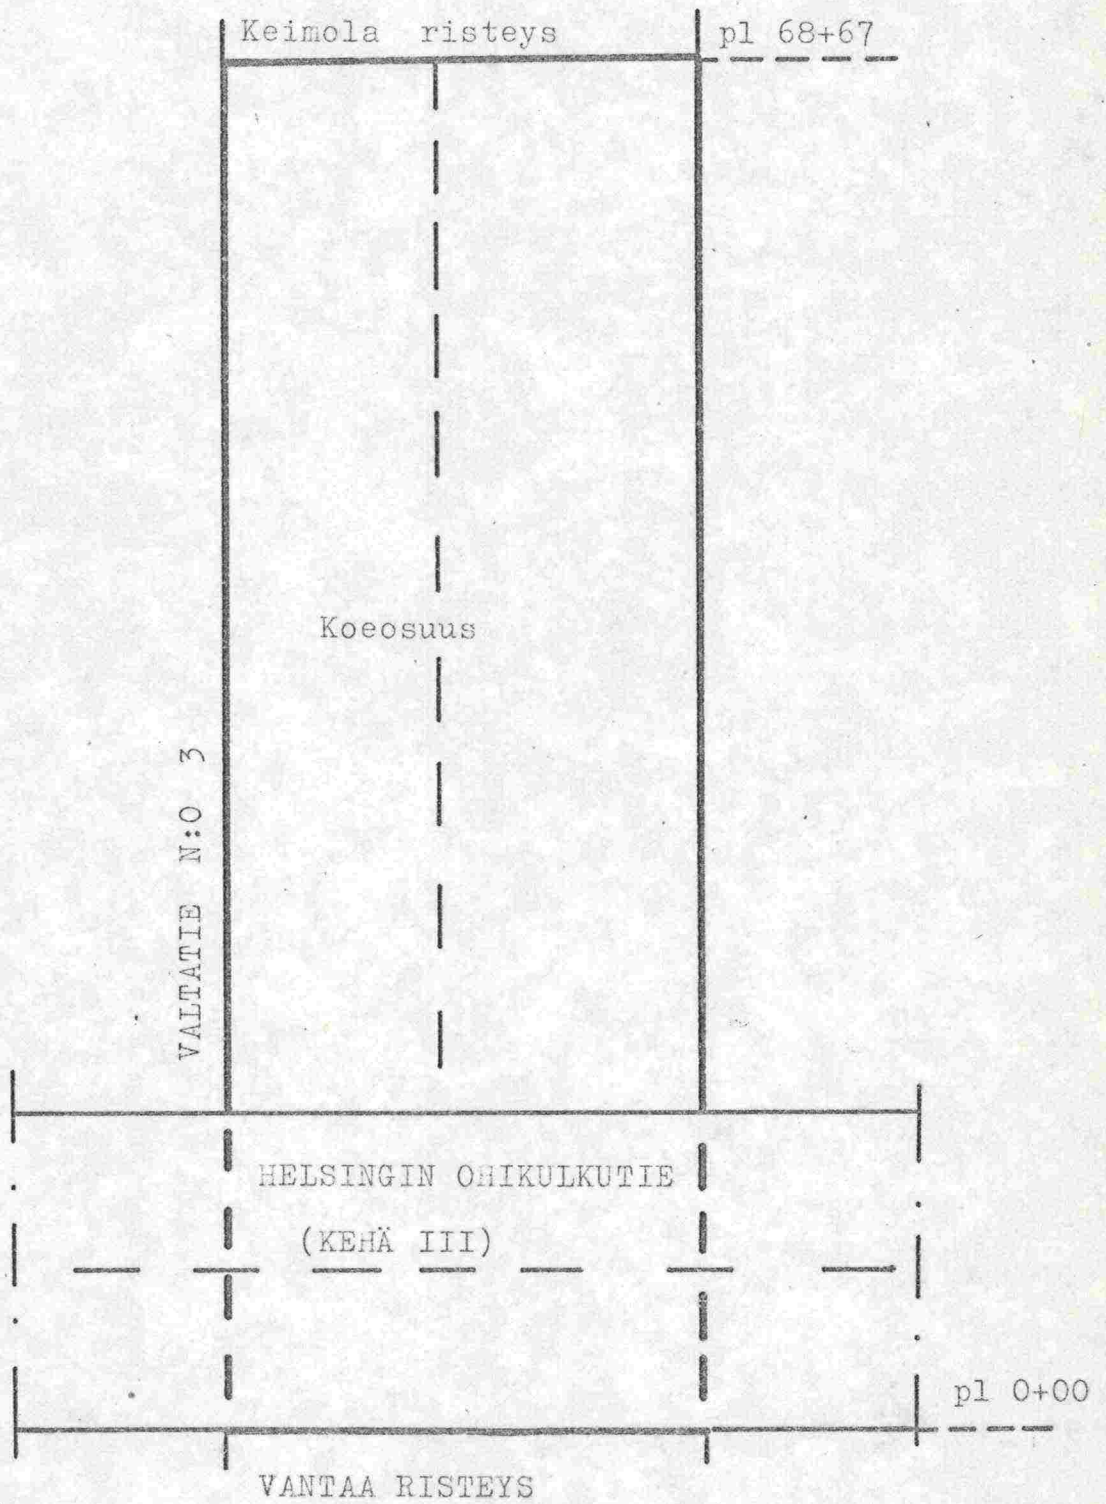 Keimola risteys
pl 68+67
Koeosuus
VALTATIE N:O 3
HELSINGIN OHIKULKUTIE
(KEHÄ III)
pl 0+00
VANTAA RISTEYS